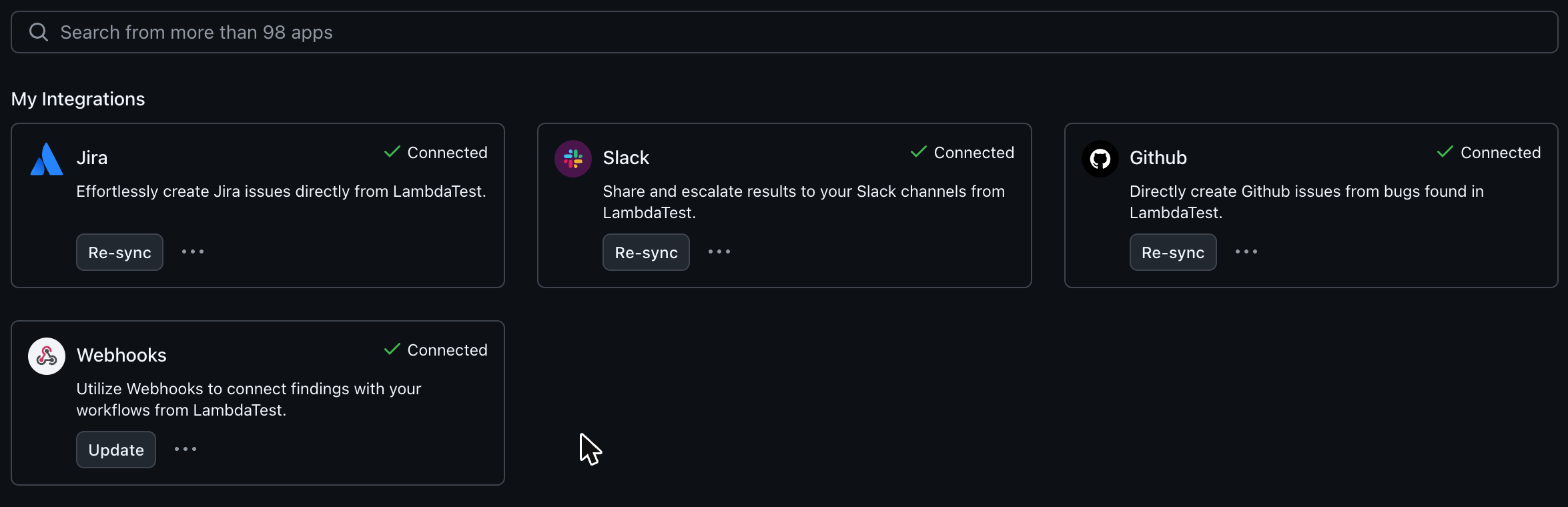 Search from more than 98 apps
My Integrations
Jira
Connected
Effortlessly create Jira issues directly from LambdaTest.
Re-sync
Slack
Connected
Share and escalate results to your Slack channels from
LambdaTest.
Re-sync
Github
Connected
Directly create Github issues from bugs found in
LambdaTest.
Re-sync
Webhooks
Connected
Utilize Webhooks to connect findings with your
workflows from LambdaTest.
Update